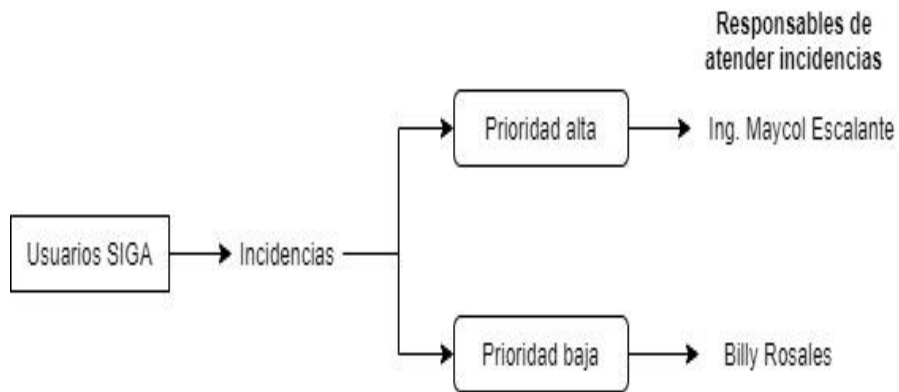 Responsables de
atender incidencias
Prioridad alta
Ing. Maycol Escalante
Usuarios SIGA
Incidencias
Prioridad baja
Billy Rosales